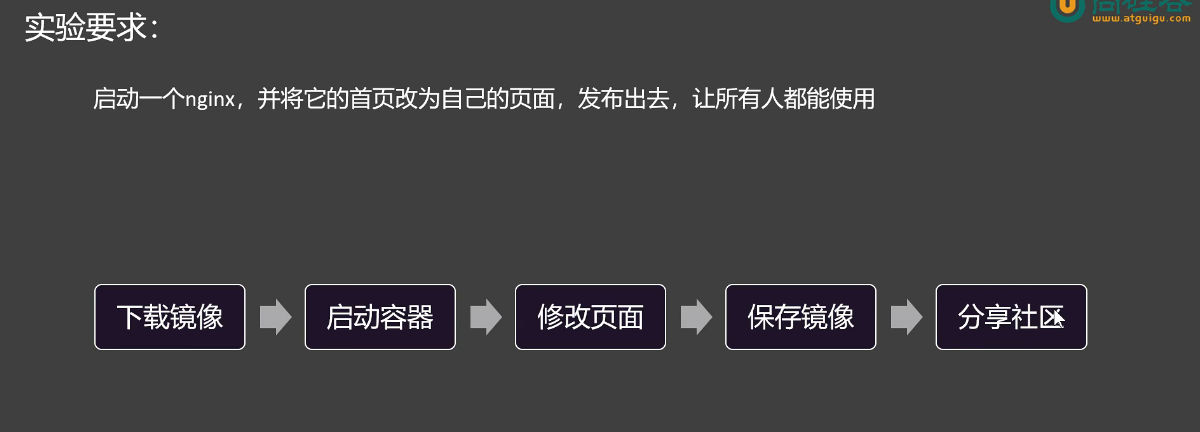 实验要求：
www.atguigu.com
启动一个nginx，并将它的首页改为自己的页面，发布出去，让所有人都能使用
下载镜像
启动容器
修改页面
保存镜像
分享社区